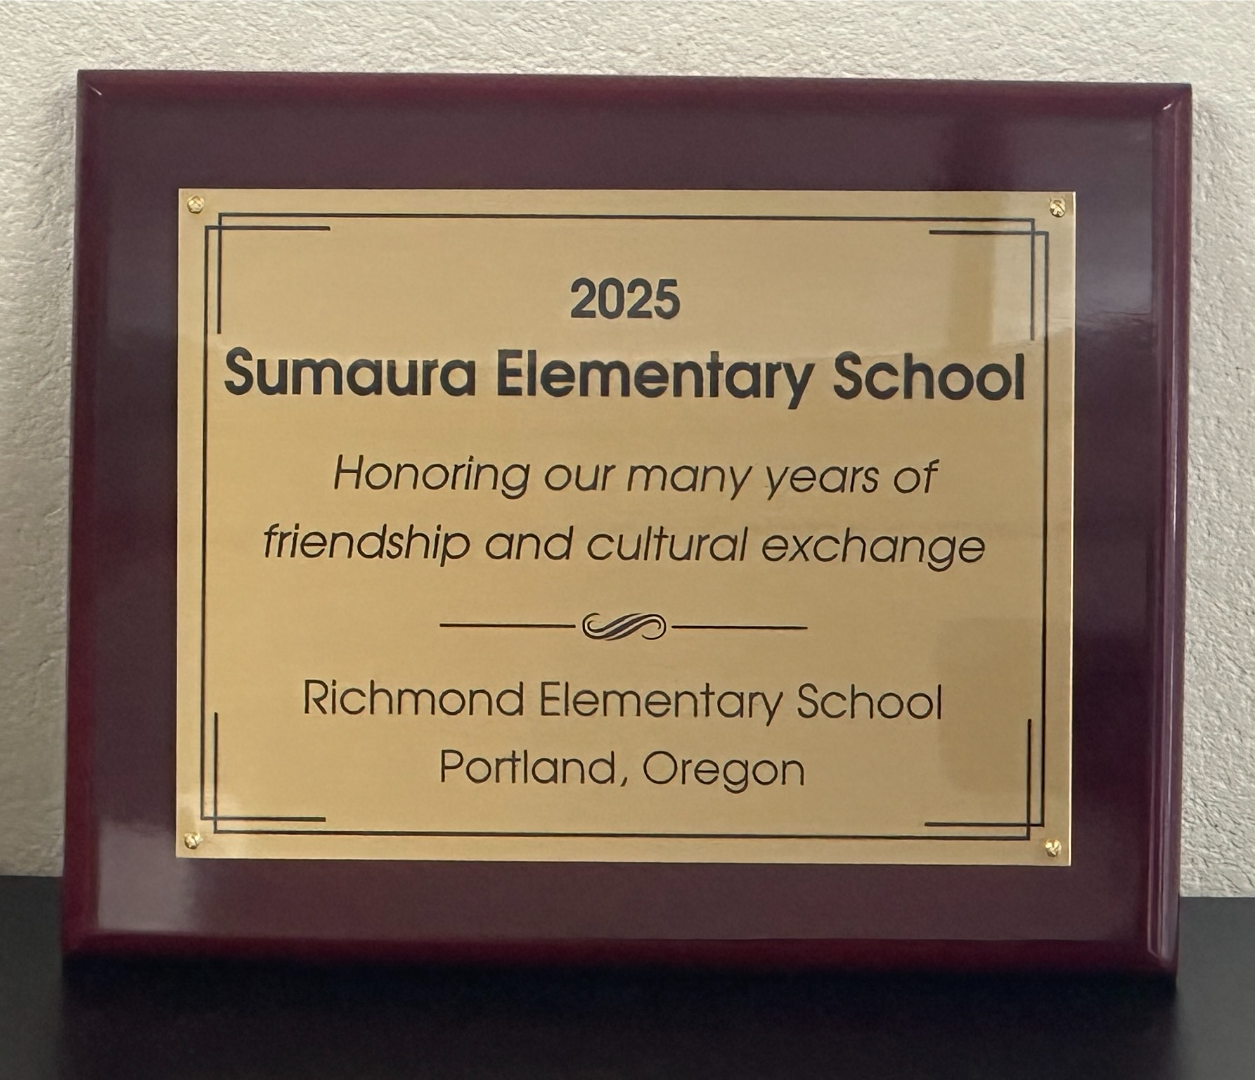 2025
Sumaura Elementary School
Honoring our many years of
friendship and cultural exchange
Richmond Elementary School
Portland, Oregon